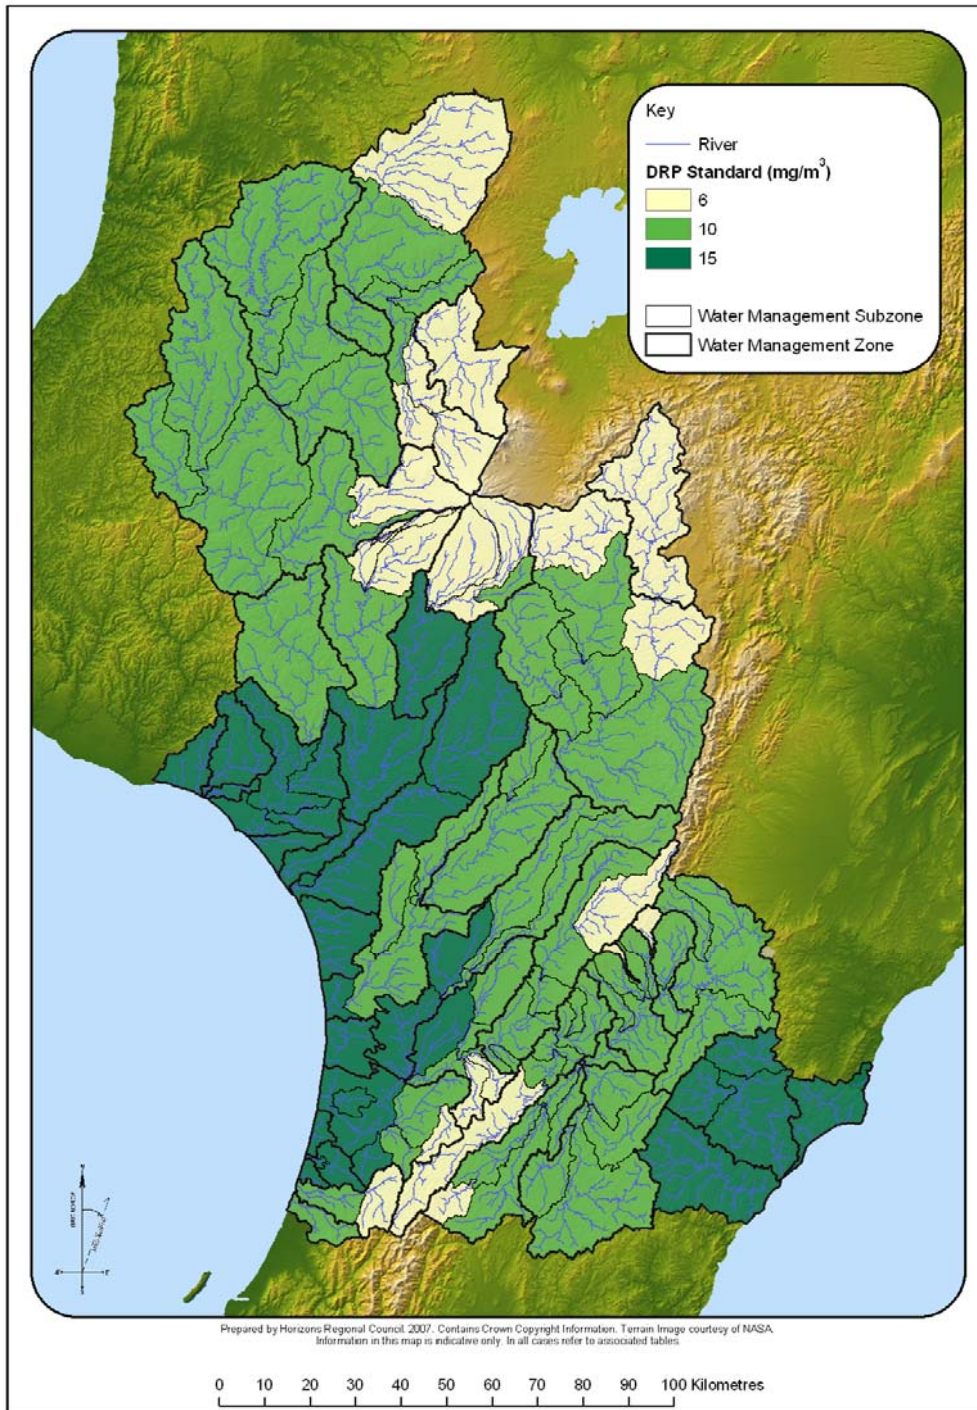 Key
River
DRP Standard (mg/m³)
6
10
15
Water Management Subzone
Water Management Zone
Prepared by Horizons Regional Council 2007. Contains Crown Copyright Information. Terrain Image courtesy of NASA.
Information in this map is indicative only. In all cases refer to associated tables.
0 10 20 30 40 50 60 70 80 90 100 Kilometres